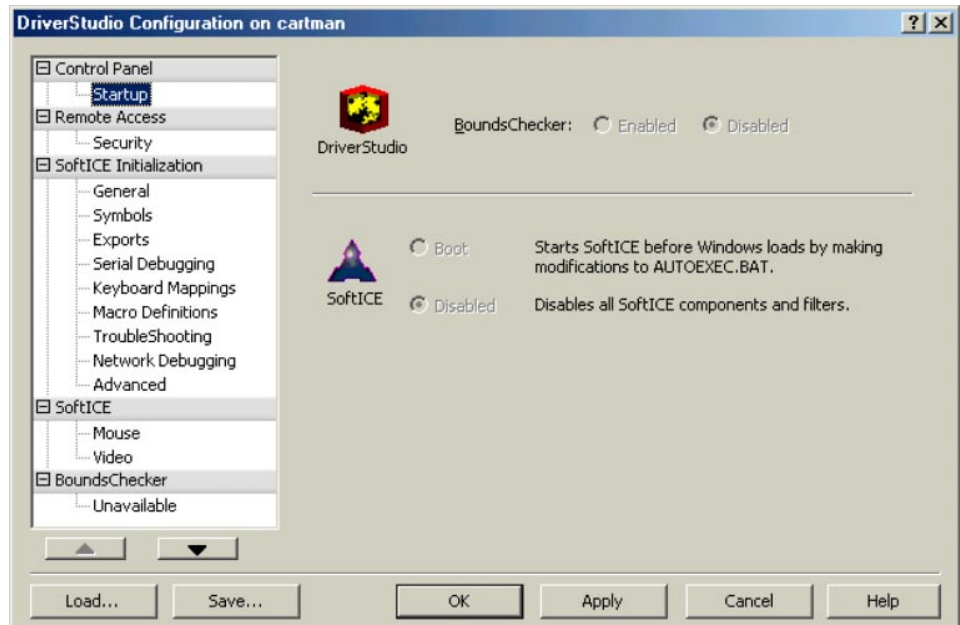 DriverStudio Configuration on cartman
Control Panel
Startup
Remote Access
Security
SoftICE Initialization
General
Symbols
Exports
Serial Debugging
Keyboard Mappings
Macro Definitions
TroubleShooting
Network Debugging
Advanced
SoftICE
Mouse
Video
BoundsChecker
Unavailable
DriverStudio
BoundsChecker: Enabled Disabled
SoftICE
Boot Starts SoftICE before Windows loads by making
modifications to AUTOEXEC.BAT.
Disabled Disables all SoftICE components and filters.
Load... Save... OK Apply Cancel Help